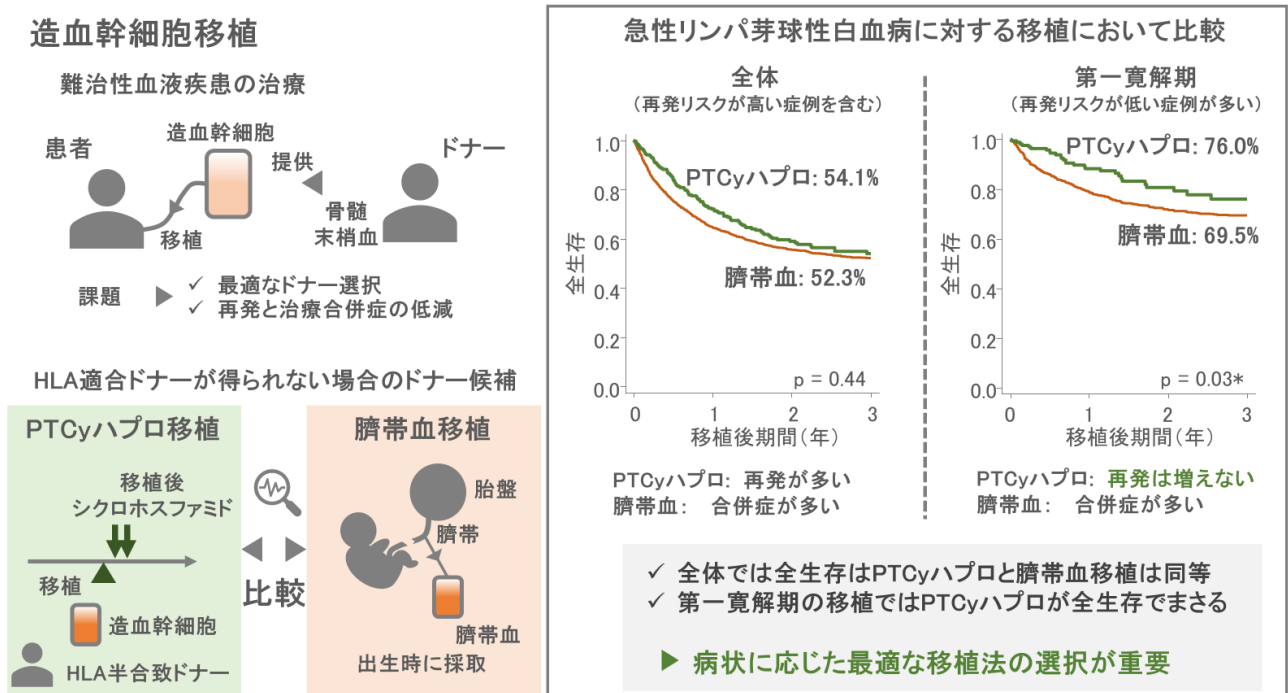 造血幹細胞移植
難治性血液疾患の治療
患者
造血幹細胞
提供
ドナー
移植
骨髄
末梢血
課題
✓ 最適なドナー選択
✓ 再発と治療合併症の低減
HLA適合ドナーが得られない場合のドナー候補
PTCyハプロ移植
移植後
シクロホスファミド
移植
造血幹細胞
HLA半合致ドナー
比較
臍帯血移植
胎盤
臍帯
臍帯血
出生時に採取
急性リンパ芽球性白血病に対する移植において比較
全体
(再発リスクが高い症例を含む)
全生存
1.0
0.8
0.6
0.4
0.2
0.0
PTCyハプロ: 54.1%
臍帯血: 52.3%
p = 0.44
0 1 2 3
移植後期間(年)
PTCyハプロ: 再発が多い
臍帯血: 合併症が多い
第一寛解期
(再発リスクが低い症例が多い)
全生存
1.0
0.8
0.6
0.4
0.2
0.0
PTCyハプロ: 76.0%
臍帯血: 69.5%
p = 0.03*
0 1 2 3
移植後期間(年)
PTCyハプロ: 再発は増えない
臍帯血: 合併症が多い
✓ 全体では全生存はPTCyハプロと臍帯血移植は同等
✓ 第一寛解期の移植ではPTCyハプロが全生存でまさる
▶ 病状に応じた最適な移植法の選択が重要